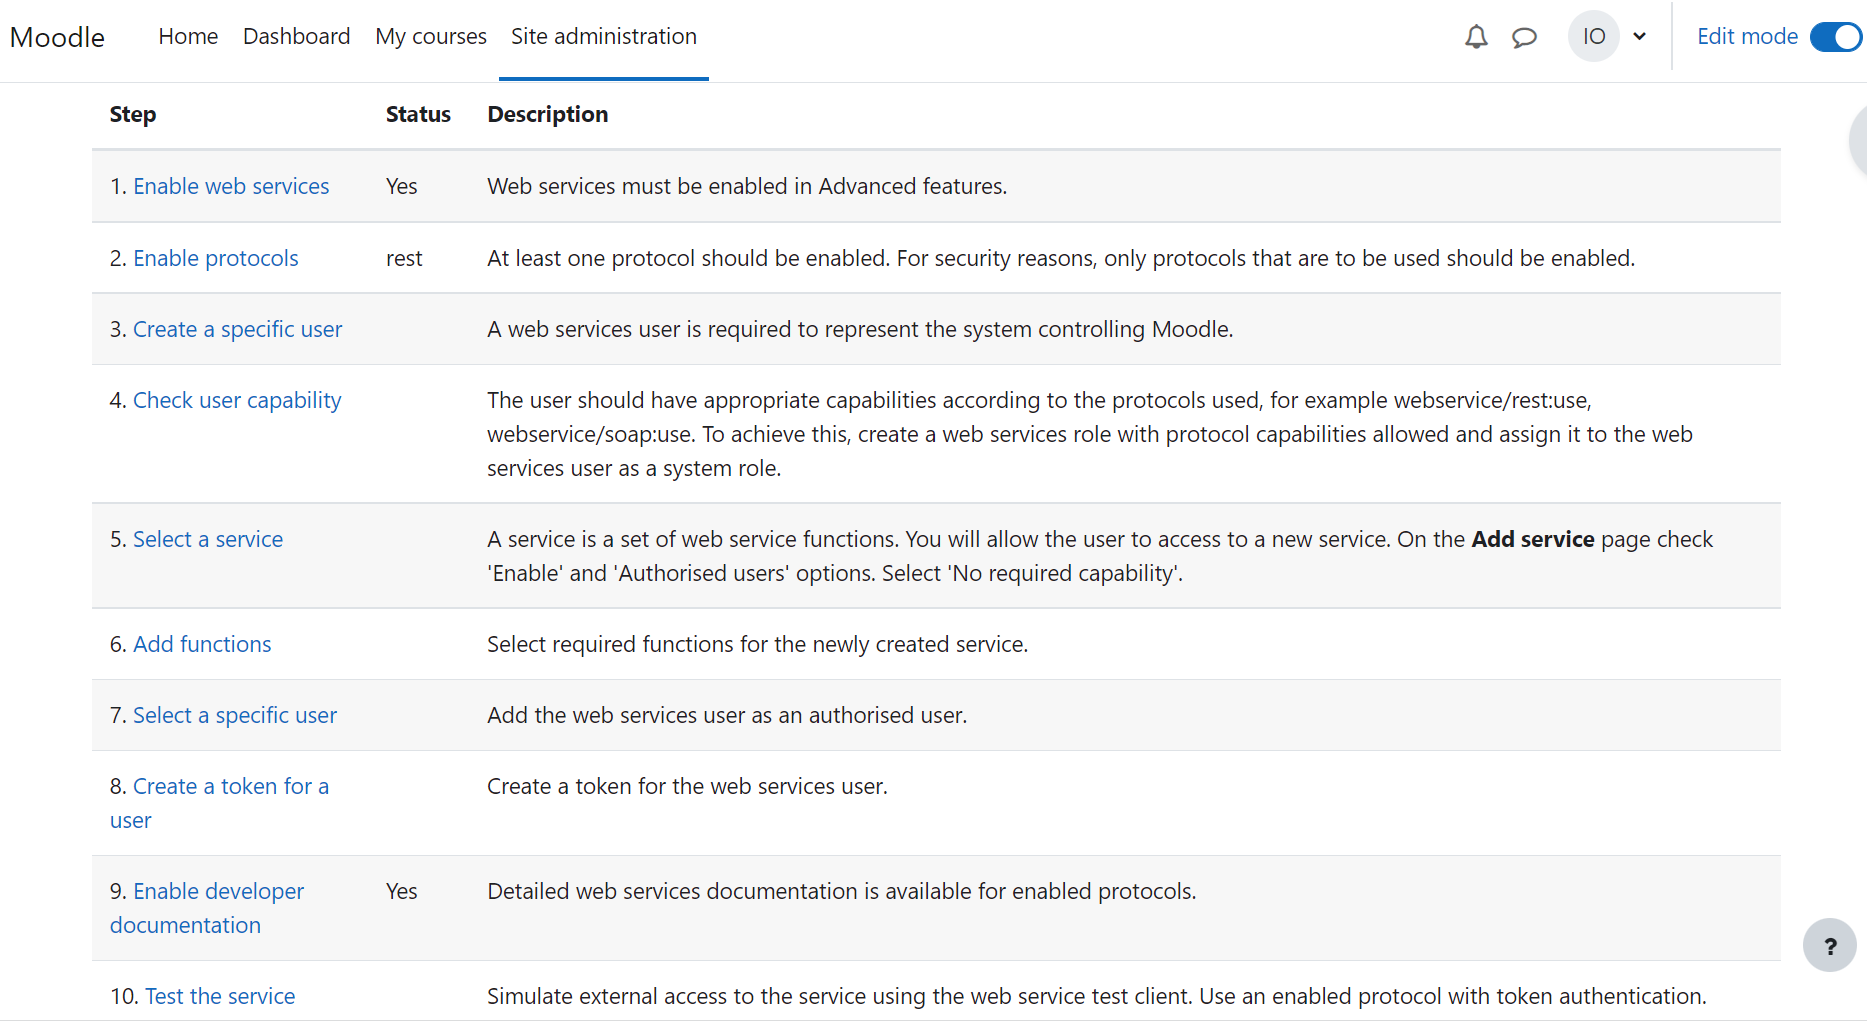 Moodle Home Dashboard My courses Site administration IO Edit mode
Step Status Description
1. Enable web services Yes Web services must be enabled in Advanced features.
2. Enable protocols rest At least one protocol should be enabled. For security reasons, only protocols that are to be used should be enabled.
3. Create a specific user A web services user is required to represent the system controlling Moodle.
4. Check user capability The user should have appropriate capabilities according to the protocols used, for example webservice/rest:use,
webservice/soap:use. To achieve this, create a web services role with protocol capabilities allowed and assign it to the web
services user as a system role.
5. Select a service A service is a set of web service functions. You will allow the user to access to a new service. On the Add service page check
'Enable' and 'Authorised users' options. Select 'No required capability'.
6. Add functions Select required functions for the newly created service.
7. Select a specific user Add the web services user as an authorised user.
8. Create a token for a Create a token for the web services user.
user
9. Enable developer Yes Detailed web services documentation is available for enabled protocols.
documentation
?
10. Test the service Simulate external access to the service using the web service test client. Use an enabled protocol with token authentication.